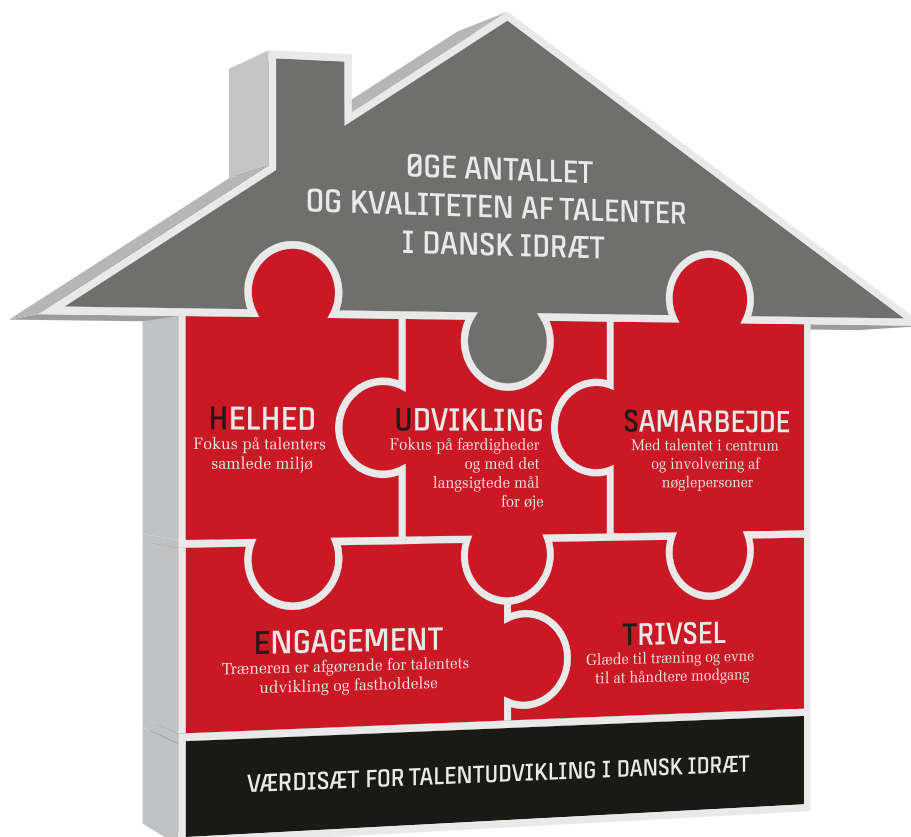 ØGE ANTALLET
OG KVALITETEN AF TALENTER
I DANSK IDRÆT
HELHED
Fokus på talenters
samlede miljø
UDVIKLING
Fokus på færdigheder
og med det
langsigtede mål
for øje
SAMARBEJDE
Med talentet i centrum
og involvering af
nøglepersoner
ENGAGEMENT
Træneren er afgørende for talentets
udvikling og fastholdelse
TRIVSEL
Glæde til træning og evne
til at håndtere modgang
VÆRDISÆT FOR TALENTUDVIKLING I DANSK IDRÆT